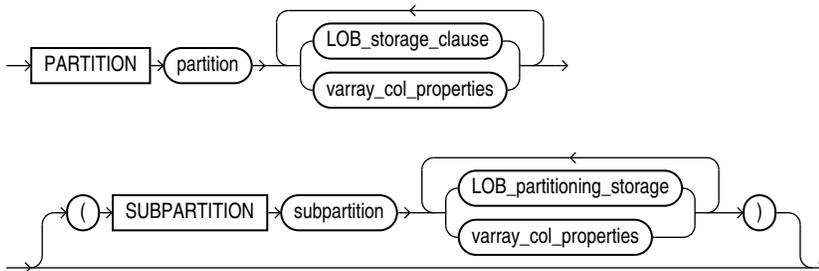 PARTITION partition LOB_storage_clause
varray_col_properties
( SUBPARTITION subpartition LOB_partitioning_storage )
varray_col_properties